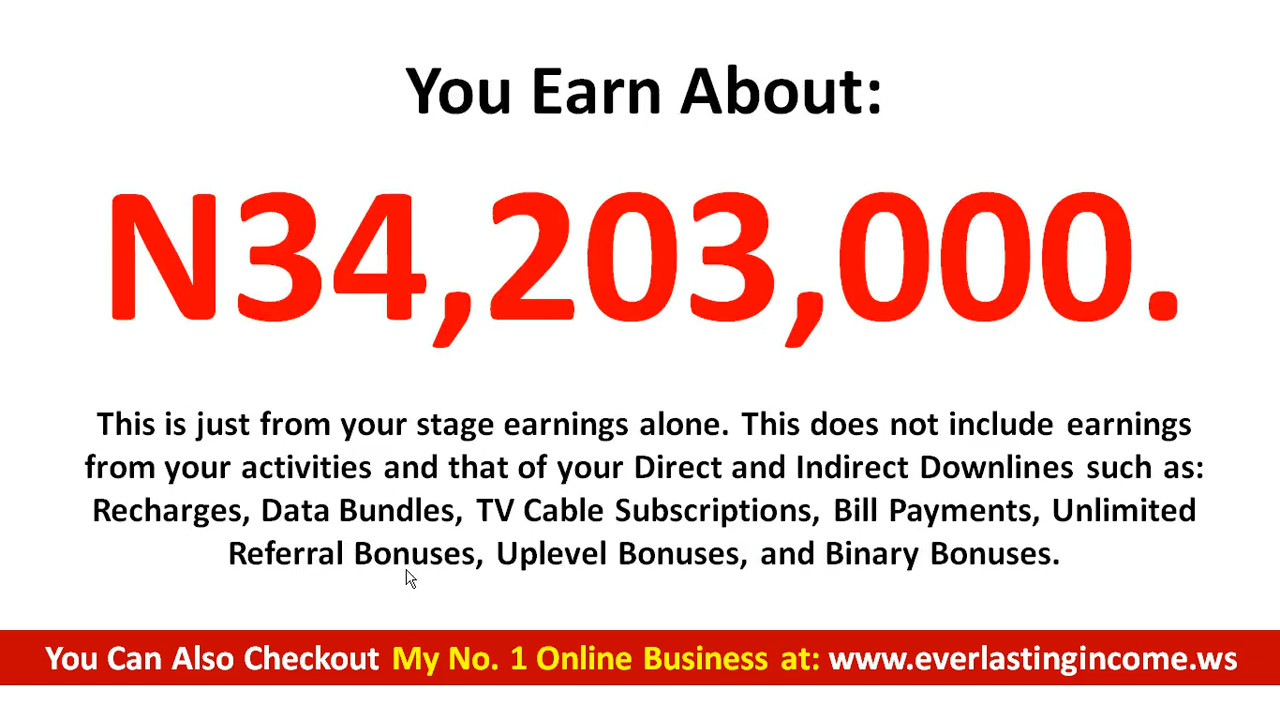 You Earn About:
N34,203,000.
This is just from your stage earnings alone. This does not include earnings
from your activities and that of your Direct and Indirect Downlines such as:
Recharges, Data Bundles, TV Cable Subscriptions, Bill Payments, Unlimited
Referral Bonuses, Uplevel Bonuses, and Binary Bonuses.
You Can Also Checkout My No. 1 Online Business at: www.everlastingincome.ws